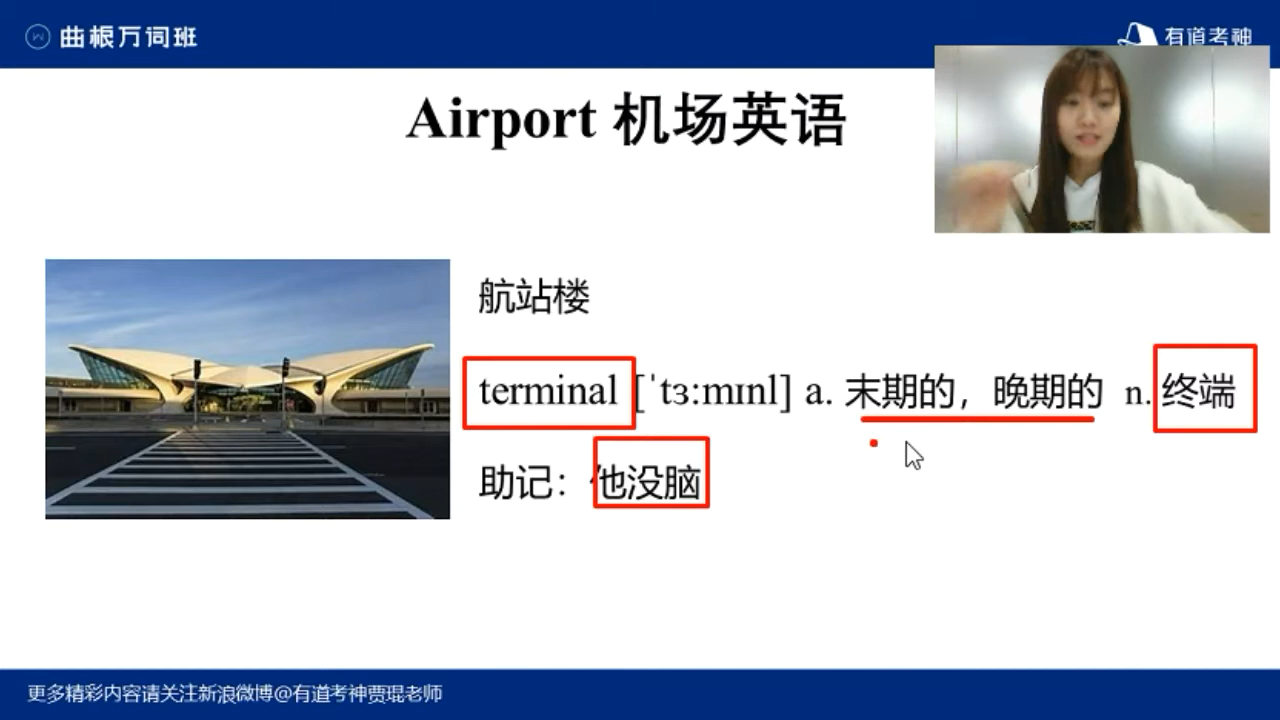 曲根万词班
有道考神
Airport 机场英语
航站楼
terminal [ˈtɜ:mɪnl] a. 末期的，晚期的 n. 终端
助记：他没脑
更多精彩内容请关注新浪微博@有道考神贾琨老师